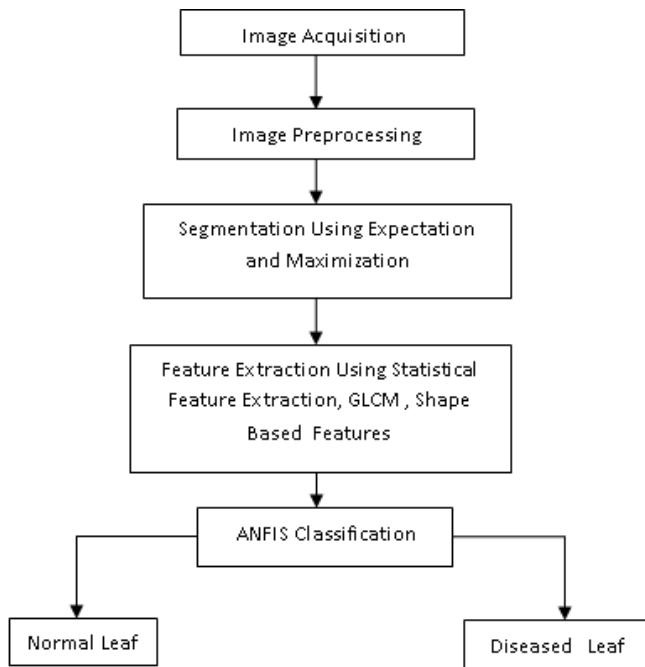 Image Acquisition
Image Preprocessing
Segmentation Using Expectation
and Maximization
Feature Extraction Using Statistical
Feature Extraction, GLCM , Shape
Based Features
ANFIS Classification
Normal Leaf
Diseased Leaf